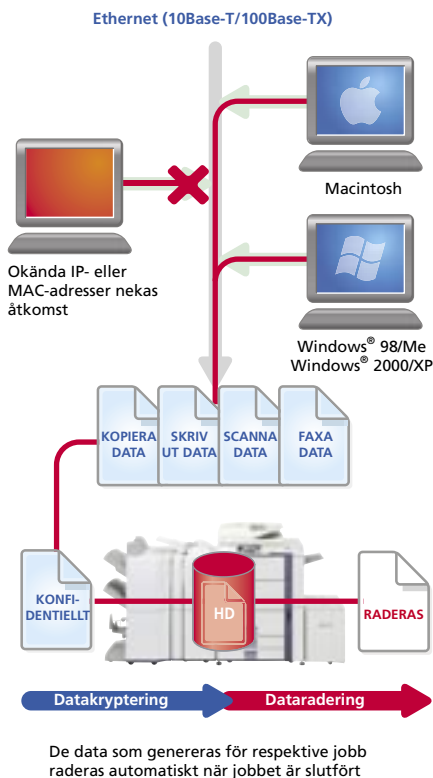 Ethernet (10Base-T/100Base-TX)
Macintosh
Okända IP- eller
MAC-adresser nekas
åtkomst
Windows® 98/Me
Windows® 2000/XP
KOPIERA
DATA
SKRIV
UT DATA
SCANNA
DATA
FAXA
DATA
KONFI-
DENTIELLT
HD
RADERAS
Datakryptering
Dataradering
De data som genereras för respektive jobb
raderas automatiskt när jobbet är slutfört